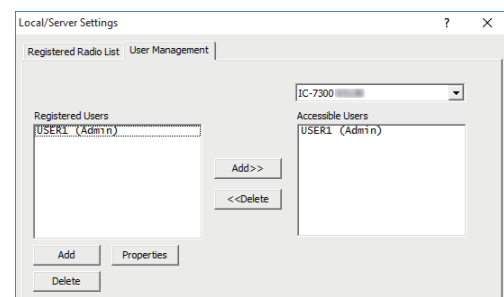 Local/Server Settings ? X
Registered Radio List User Management
IC-7300
Registered Users Accessible Users
USER1 (Admin) USER1 (Admin)
Add>>
<<Delete
Add Properties
Delete